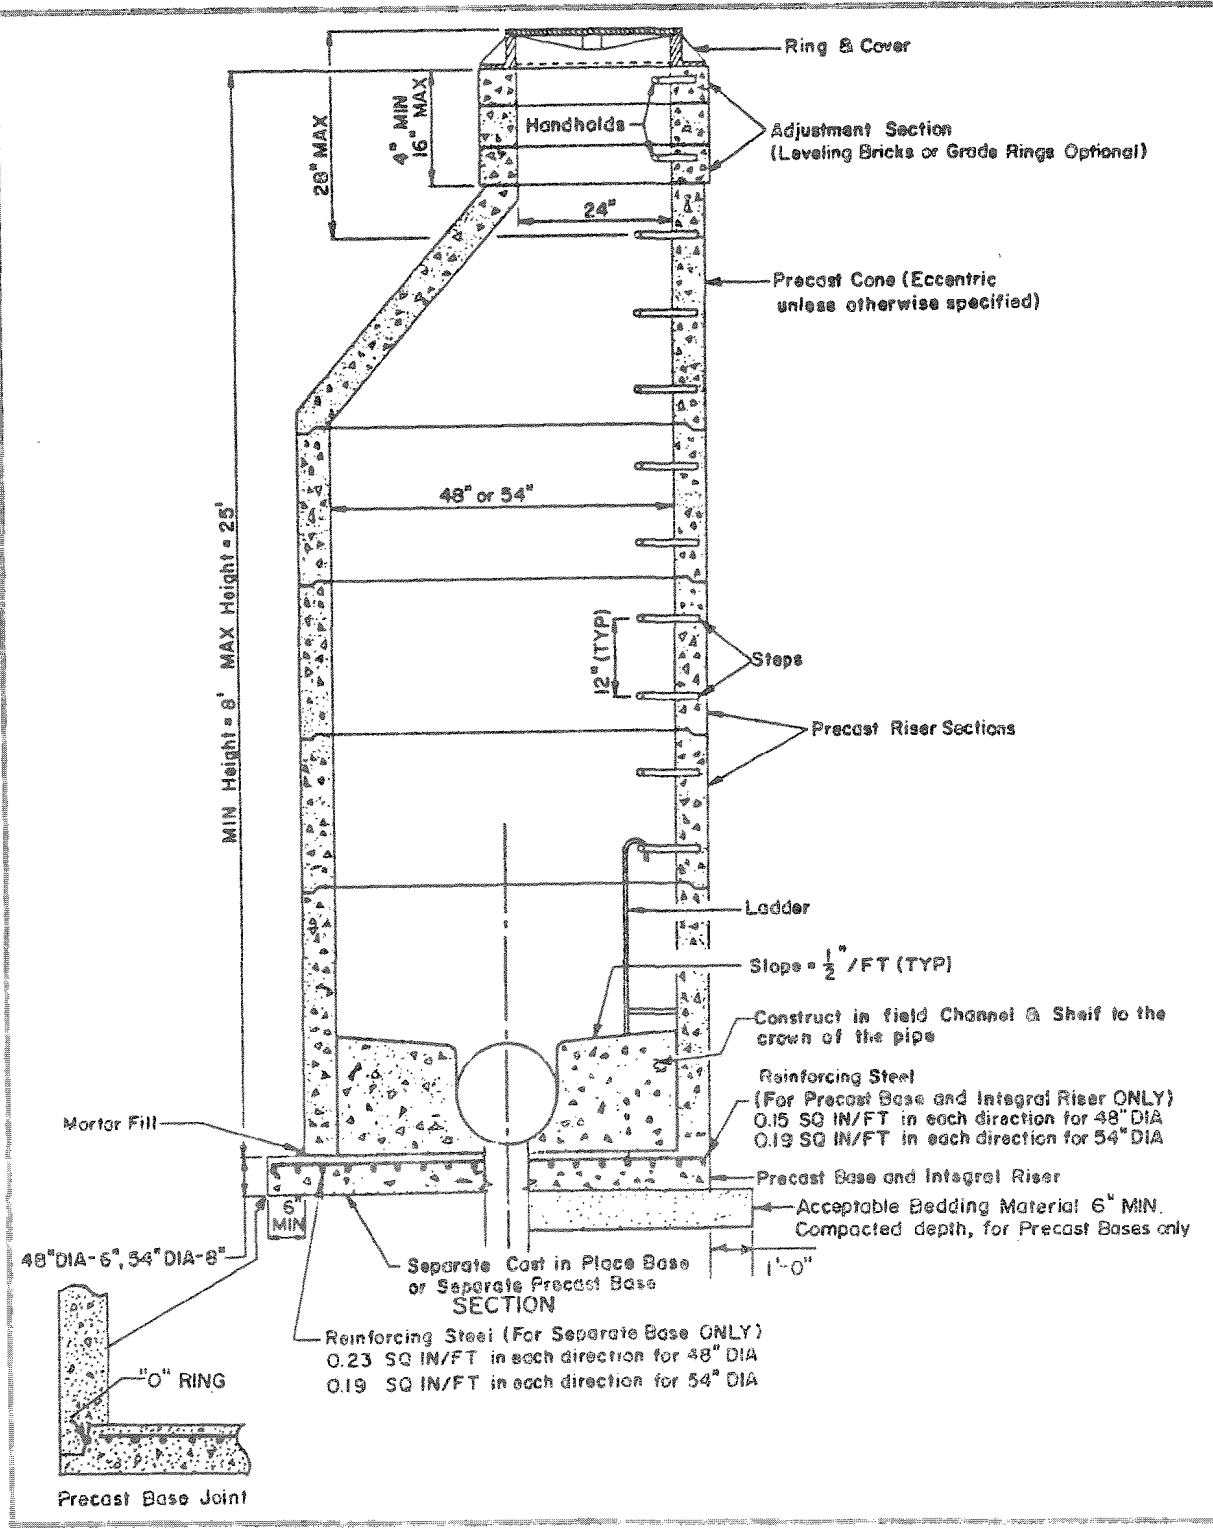 Ring & Cover
28" MAX
4" MIN
16" MAX
Handholds
Adjustment Section
(Leveling Bricks or Grade Rings Optional)
24"
Precast Cone (Eccentric
unless otherwise specified)
48" or 54"
MIN Height = 8' MAX Height = 25'
12" (TYP)
Steps
Precast Riser Sections
Ladder
Slope = 1/2"/FT (TYP)
Construct in field Channel & Shelf to the
crown of the pipe
Reinforcing Steel
(For Precast Base and Integral Riser ONLY)
0.15 SQ IN/FT in each direction for 48" DIA
0.19 SQ IN/FT in each direction for 54" DIA
Mortar Fill
Precast Base and Integral Riser
6"
MIN
Acceptable Bedding Material 6" MIN.
Compacted depth, for Precast Bases only
48"DIA-6", 54"DIA-8"
1'-0"
Separate Cast in Place Base
or Separate Precast Base
SECTION
Reinforcing Steel (For Separate Base ONLY)
0.23 SQ IN/FT in each direction for 48" DIA
0.19 SQ IN/FT in each direction for 54" DIA
"O" RING
Precast Base Joint